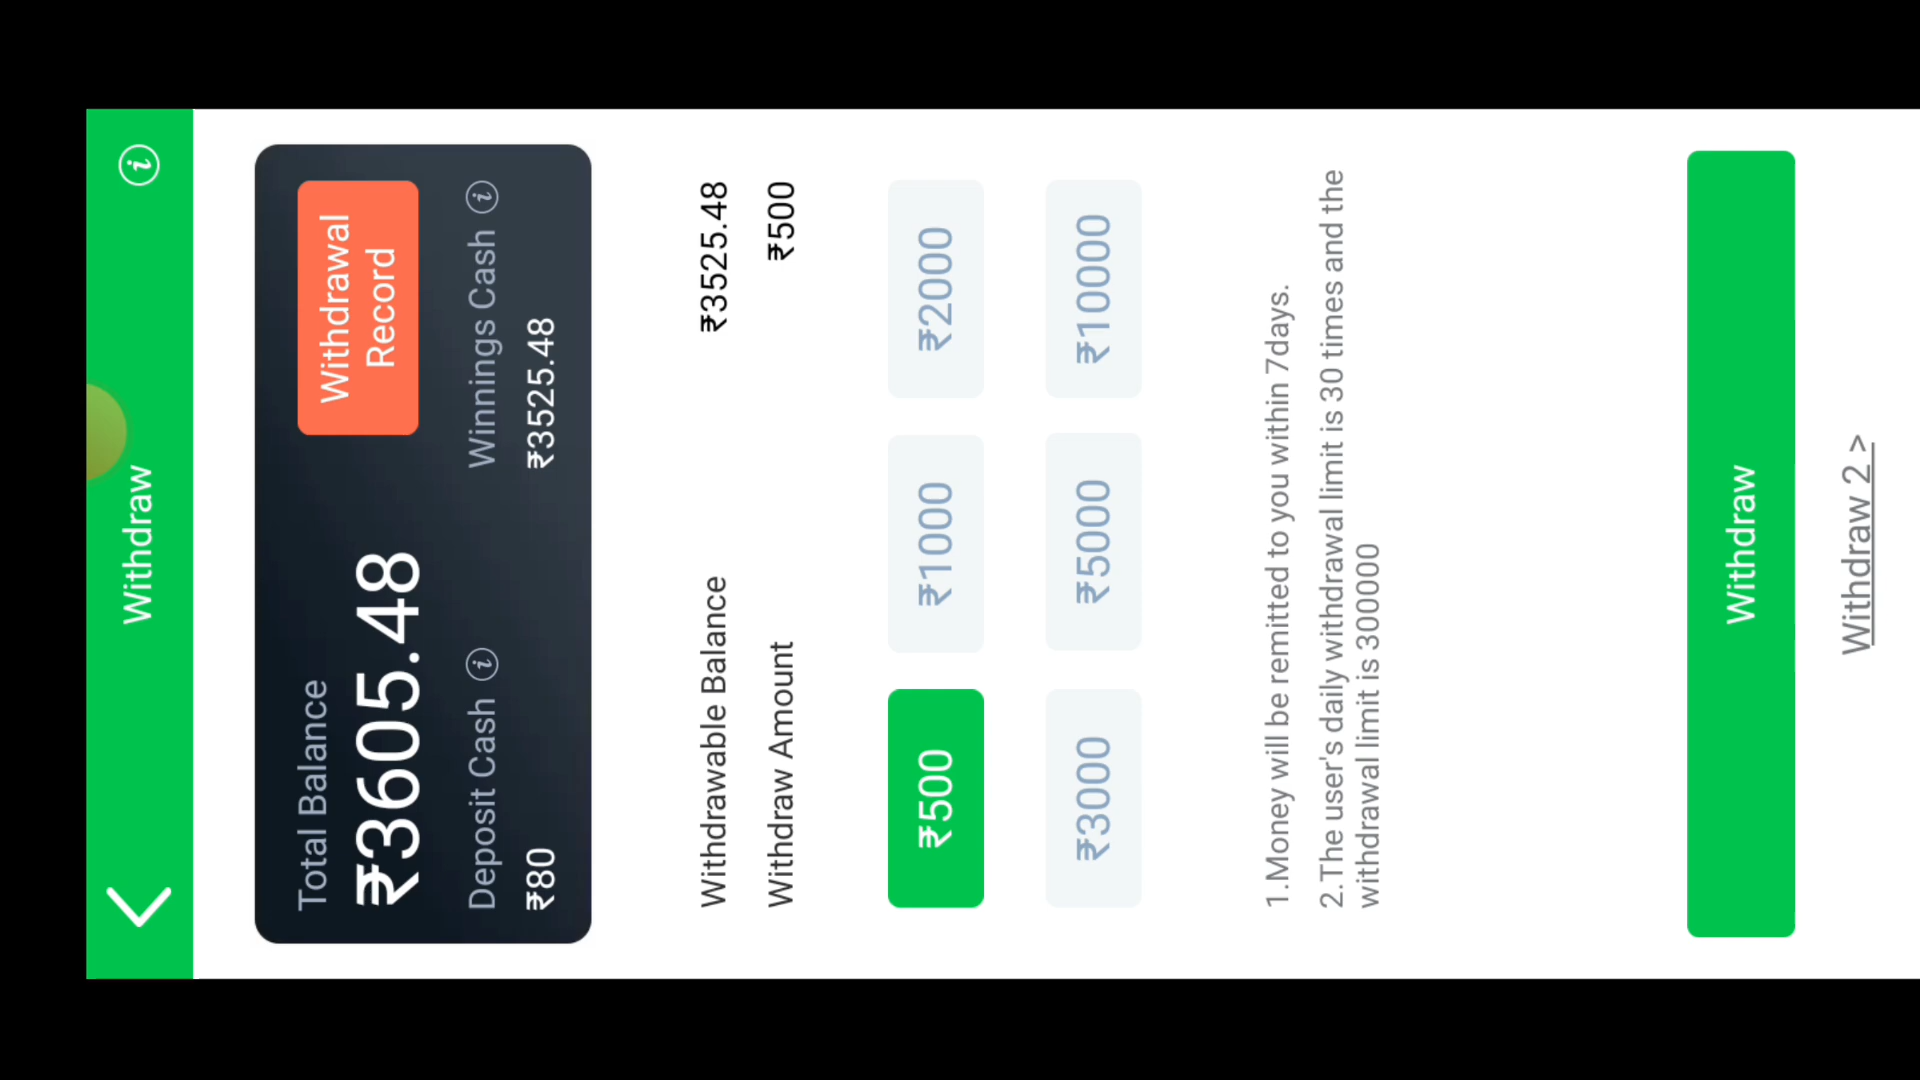 Withdraw
Total Balance
₹3605.48
Withdrawal
Record
Deposit Cash
Winnings Cash
₹80
₹3525.48
Withdrawable Balance ₹3525.48
Withdraw Amount ₹500
₹500 ₹1000 ₹2000
₹3000 ₹5000 ₹10000
1.Money will be remitted to you within 7days.
2.The user's daily withdrawal limit is 30 times and the
withdrawal limit is 300000
Withdraw
Withdraw 2 >